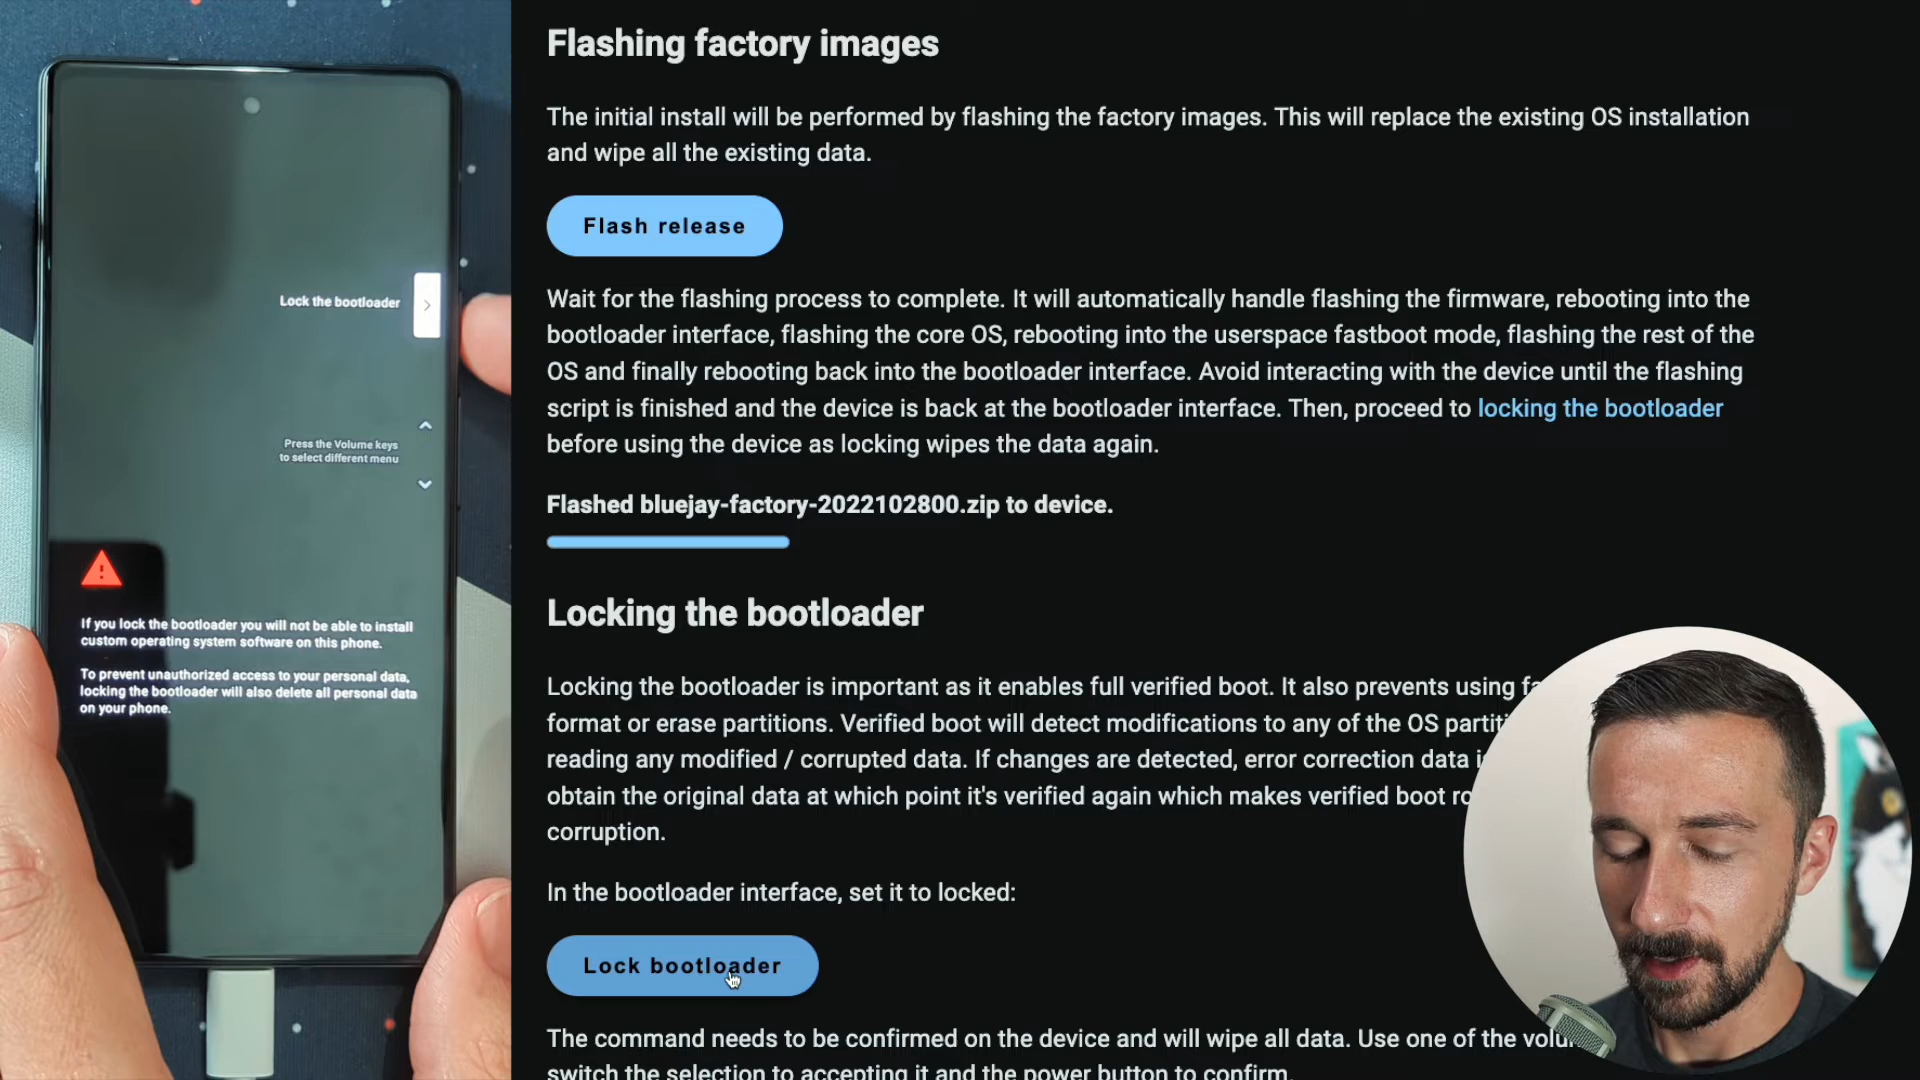 Lock the bootloader
Press the Volume keys
to select different menu
If you lock the bootloader you will not be able to install
custom operating system software on this phone.
To prevent unauthorized access to your personal data,
locking the bootloader will also delete all personal data
on your phone.
Flashing factory images
The initial install will be performed by flashing the factory images. This will replace the existing OS installation
and wipe all the existing data.
Flash release
Wait for the flashing process to complete. It will automatically handle flashing the firmware, rebooting into the
bootloader interface, flashing the core OS, rebooting into the userspace fastboot mode, flashing the rest of the
OS and finally rebooting back into the bootloader interface. Avoid interacting with the device until the flashing
script is finished and the device is back at the bootloader interface. Then, proceed to locking the bootloader
before using the device as locking wipes the data again.
Flashed bluejay-factory-2022102800.zip to device.
Locking the bootloader
Locking the bootloader is important as it enables full verified boot. It also prevents using
format or erase partitions. Verified boot will detect modifications to any of the OS
reading any modified / corrupted data. If changes are detected, error correction data
obtain the original data at which point it's verified again which makes verified boot
corruption.
In the bootloader interface, set it to locked:
Lock bootloader
The command needs to be confirmed on the device and will wipe all data. Use one of the
switch the selection to accepting it and the power button to confirm.